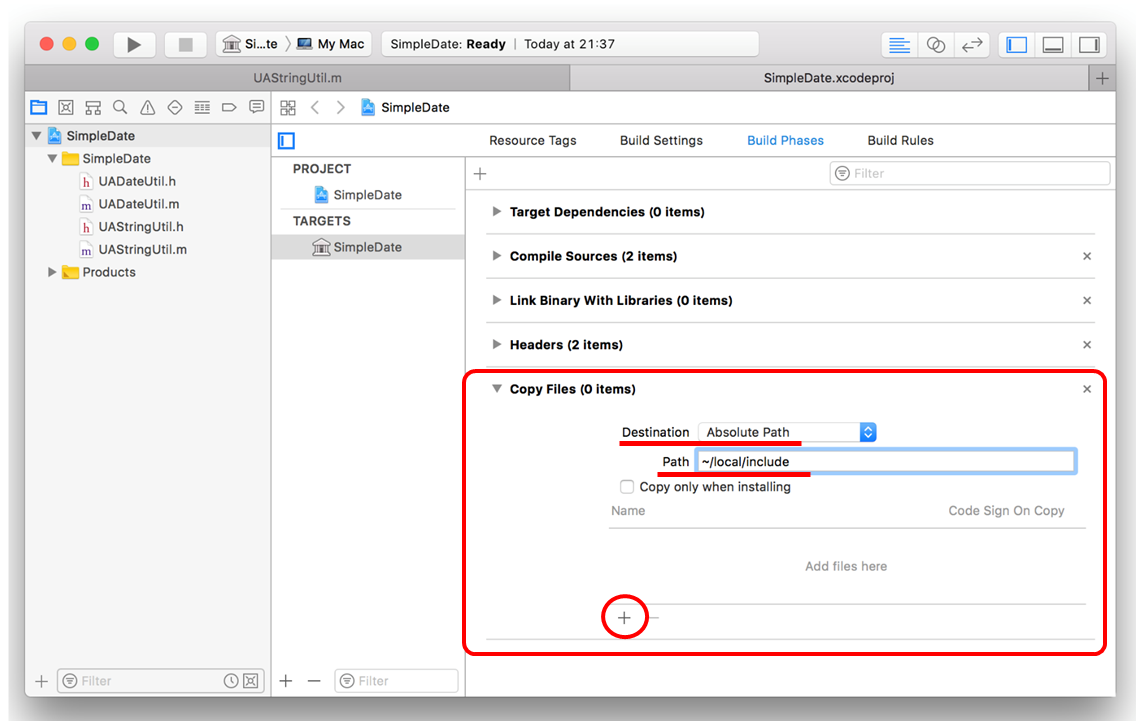 Si...te 〉 My Mac
SimpleDate: Ready | Today at 21:37
UAStringUtil.m
SimpleDate.xcodeproj
SimpleDate
SimpleDate
SimpleDate
h UADateUtil.h
m UADateUtil.m
h UAStringUtil.h
m UAStringUtil.m
Products
Filter
Resource Tags Build Settings Build Phases Build Rules
PROJECT
SimpleDate
TARGETS
SimpleDate
Filter
Filter
Target Dependencies (0 items)
Compile Sources (2 items)
Link Binary With Libraries (0 items)
Headers (2 items)
Copy Files (0 items)
Destination Absolute Path
Path ~/local/include
Copy only when installing
Name Code Sign On Copy
Add files here